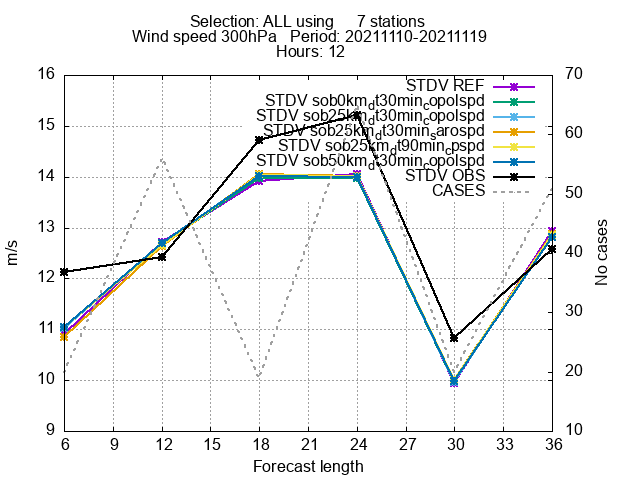 Selection: ALL using 7 stations
Wind speed 300hPa Period: 20211110-20211119
Hours: 12
16
15
14
13
12
11
10
9
m/s
70
60
50
40
30
20
10
No cases
STDV REF
STDV sob0km_dt30min_copolspd
STDV sob25km_dt30min_copolspd
STDV sob25km_dt30min_sarospd
STDV sob25km_dt90min_cpspd
STDV sob50km_dt30min_copolspd
STDV OBS
CASES
6 9 12 15 18 21 24 27 30 33 36
Forecast length